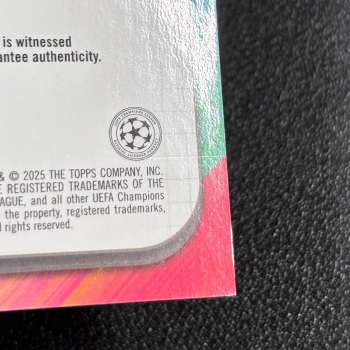 is witnessed
antee authenticity.
& © 2025 THE TOPPS COMPANY, INC.
E REGISTERED TRADEMARKS OF THE
EAGUE, and all other UEFA Champions
the property, registered trademarks,
l rights reserved.